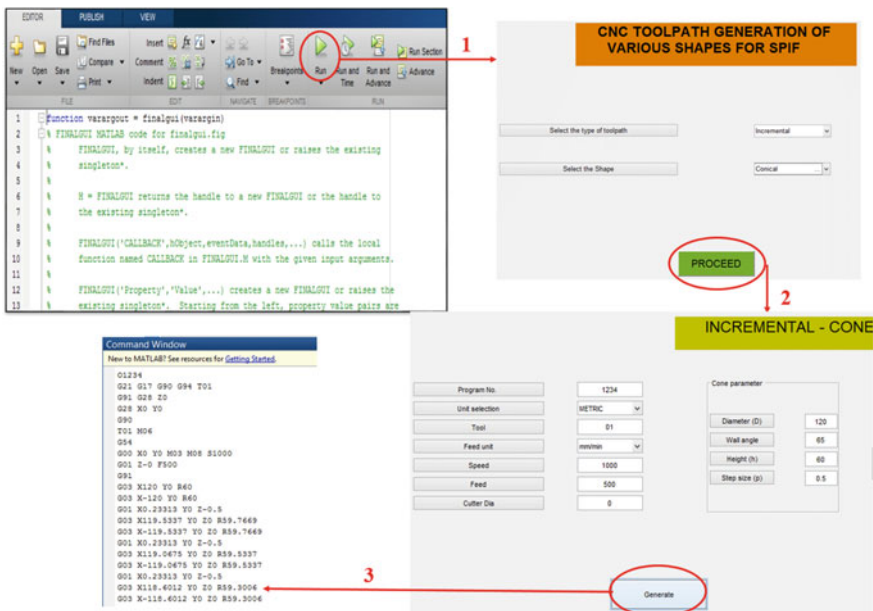 EDITOR PUBLISH VIEW
New Open Save Find Files Compare Print
Insert fx
Comment
Indent
Go To
Find
Breakpoints Run Run and Time Run and Advance Run Section Advance
FILE EDIT NAVIGATE BREAKPOINTS RUN
1 function varargout = finalgui(varargin)
2 % FINALGUI MATLAB code for finalgui.fig
3 % FINALGUI, by itself, creates a new FINALGUI or raises the existing
4 % singleton*.
5 %
6 % H = FINALGUI returns the handle to a new FINALGUI or the handle to
7 % the existing singleton*.
8 %
9 % FINALGUI('CALLBACK',hObject,eventData,handles,...) calls the local
10 % function named CALLBACK in FINALGUI.M with the given input arguments.
11 %
12 % FINALGUI('Property','Value',...) creates a new FINALGUI or raises the
13 % existing singleton*. Starting from the left, property value pairs are
1
CNC TOOLPATH GENERATION OF
VARIOUS SHAPES FOR SPIF
Select the type of toolpath Incremental
Select the Shape Conical ...
PROCEED
2
INCREMENTAL - CONE
Program No. 1234
Unit selection METRIC
Tool 01
Feed unit mm/min
Speed 1000
Feed 500
Cutter Dia 0
Cone parameter
Diameter (D) 120
Wall angle 65
Height (h) 60
Step size (p) 0.5
Generate
3
Command Window
New to MATLAB? See resources for Getting Started.
O1234
G21 G17 G90 G94 T01
G91 G28 Z0
G28 X0 Y0
G90
T01 M06
G54
G00 X0 Y0 M03 M08 S1000
G01 Z-0 F500
G91
G03 X120 Y0 R60
G03 X-120 Y0 R60
G01 X0.23313 Y0 Z-0.5
G03 X119.5337 Y0 Z0 R59.7669
G03 X-119.5337 Y0 Z0 R59.7669
G01 X0.23313 Y0 Z-0.5
G03 X119.0675 Y0 Z0 R59.5337
G03 X-119.0675 Y0 Z0 R59.5337
G01 X0.23313 Y0 Z-0.5
G03 X118.6012 Y0 Z0 R59.3006
G03 X-118.6012 Y0 Z0 R59.3006